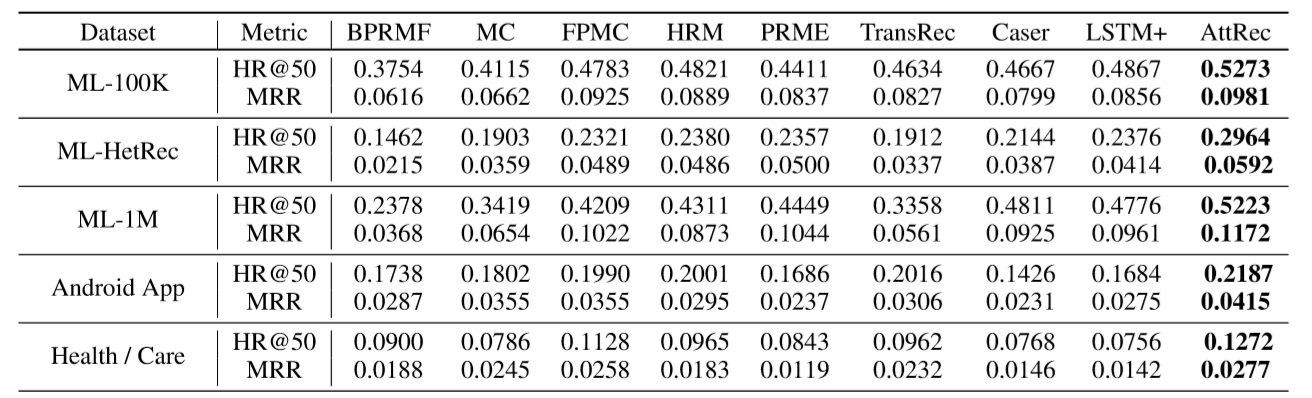 Dataset Metric BPRMF MC FPMC HRM PRME TransRec Caser LSTM+ AttRec
ML-100K HR@50 0.3754 0.4115 0.4783 0.4821 0.4411 0.4634 0.4667 0.4867 0.5273
MRR 0.0616 0.0662 0.0925 0.0889 0.0837 0.0827 0.0799 0.0856 0.0981
ML-HetRec HR@50 0.1462 0.1903 0.2321 0.2380 0.2357 0.1912 0.2144 0.2376 0.2964
MRR 0.0215 0.0359 0.0489 0.0486 0.0500 0.0337 0.0387 0.0414 0.0592
ML-1M HR@50 0.2378 0.3419 0.4209 0.4311 0.4449 0.3358 0.4811 0.4776 0.5223
MRR 0.0368 0.0654 0.1022 0.0873 0.1044 0.0561 0.0925 0.0961 0.1172
Android App HR@50 0.1738 0.1802 0.1990 0.2001 0.1686 0.2016 0.1426 0.1684 0.2187
MRR 0.0287 0.0355 0.0355 0.0295 0.0237 0.0306 0.0231 0.0275 0.0415
Health / Care HR@50 0.0900 0.0786 0.1128 0.0965 0.0843 0.0962 0.0768 0.0756 0.1272
MRR 0.0188 0.0245 0.0258 0.0183 0.0119 0.0232 0.0146 0.0142 0.0277